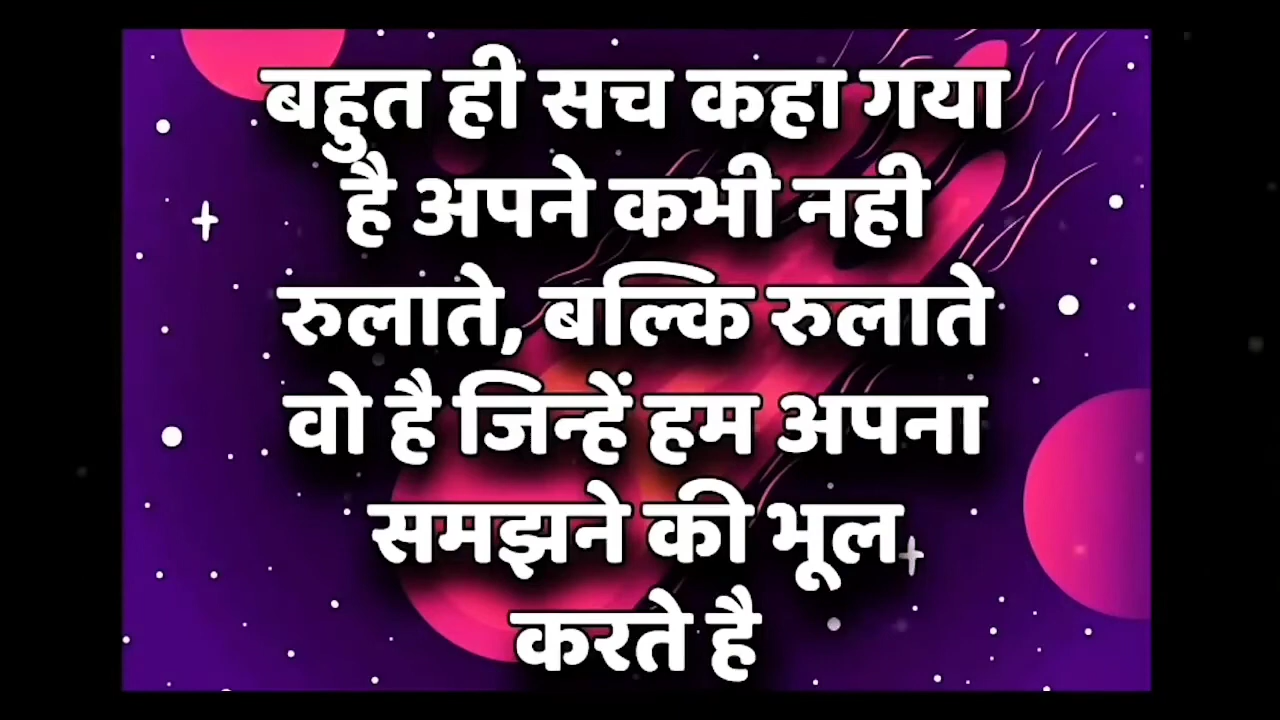 बहुत ही सच कहा गया
है अपने कभी नही
रुलाते, बल्कि रुलाते
वो है जिन्हें हम अपना
समझने की भूल
करते है